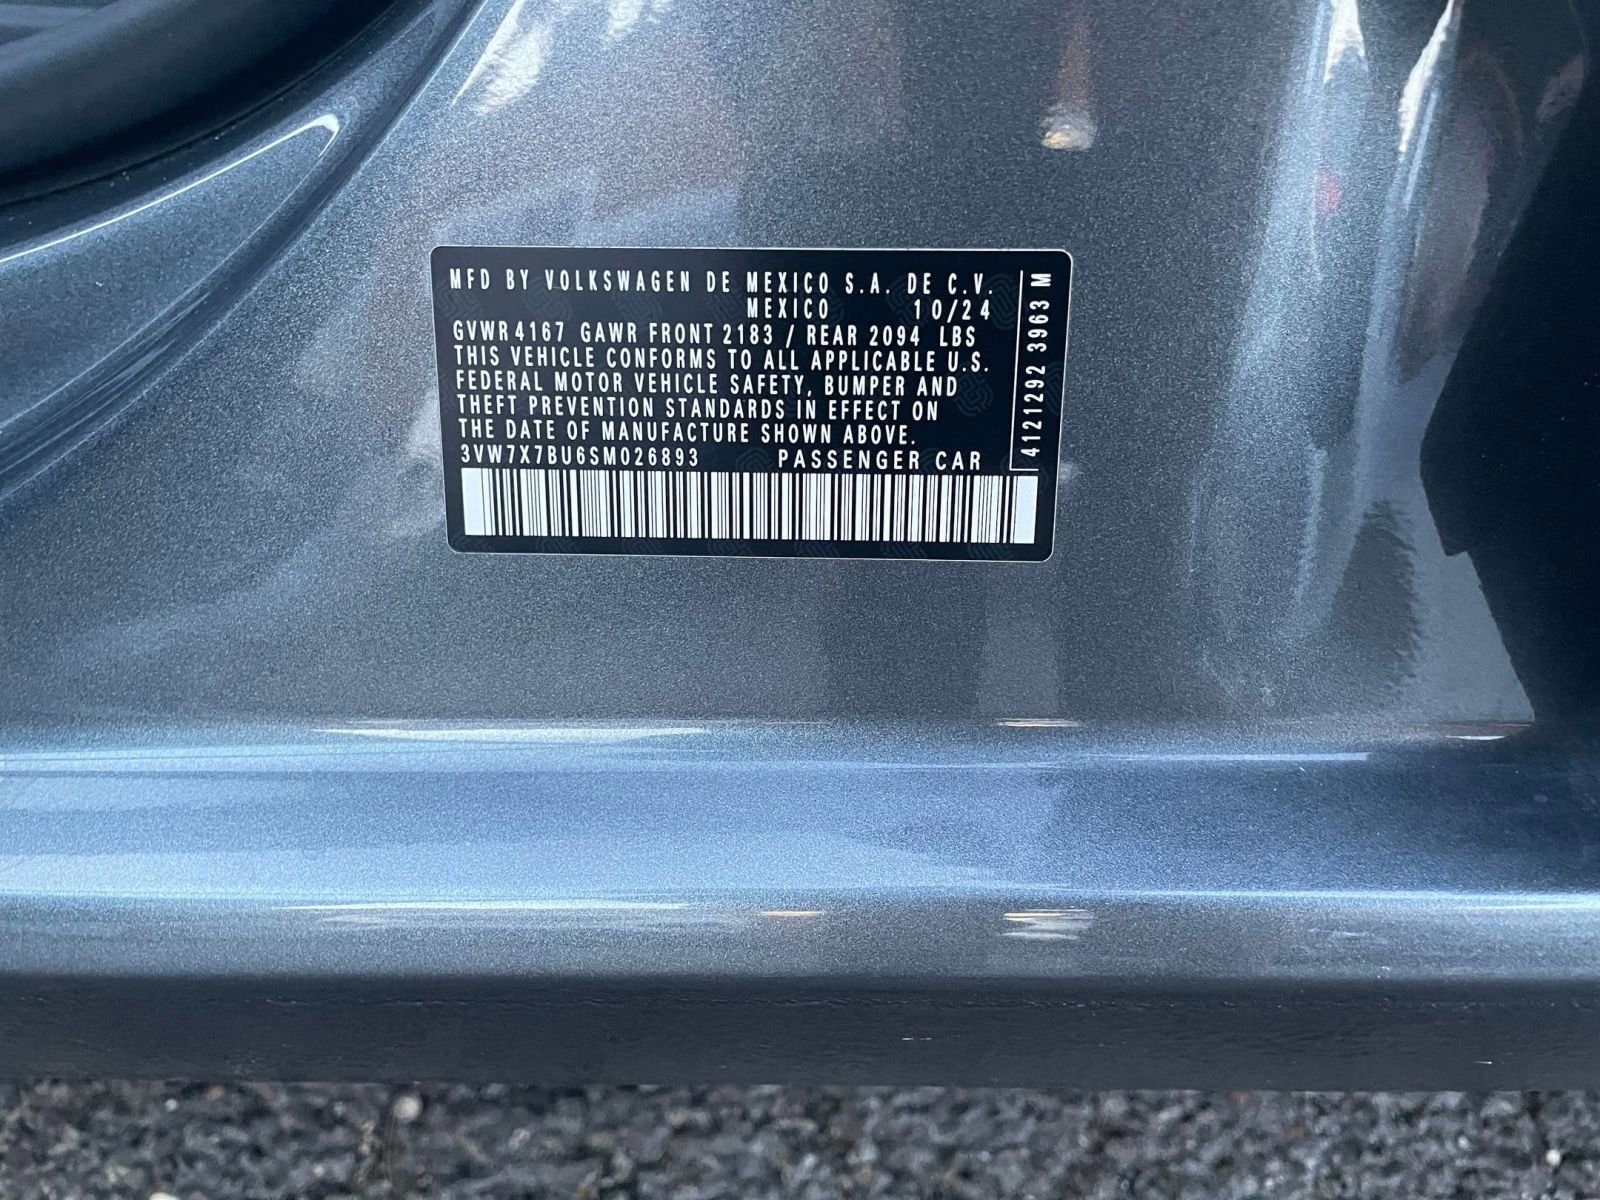 MFD BY VOLKSWAGEN DE MEXICO S.A. DE C.V.
MEXICO 10/24
GVWR 4167 GAWR FRONT 2183 / REAR 2094 LBS
THIS VEHICLE CONFORMS TO ALL APPLICABLE U.S.
FEDERAL MOTOR VEHICLE SAFETY, BUMPER AND
THEFT PREVENTION STANDARDS IN EFFECT ON
THE DATE OF MANUFACTURE SHOWN ABOVE.
3VW7X7BU6SM026893 PASSENGER CAR
4121292 3963 M